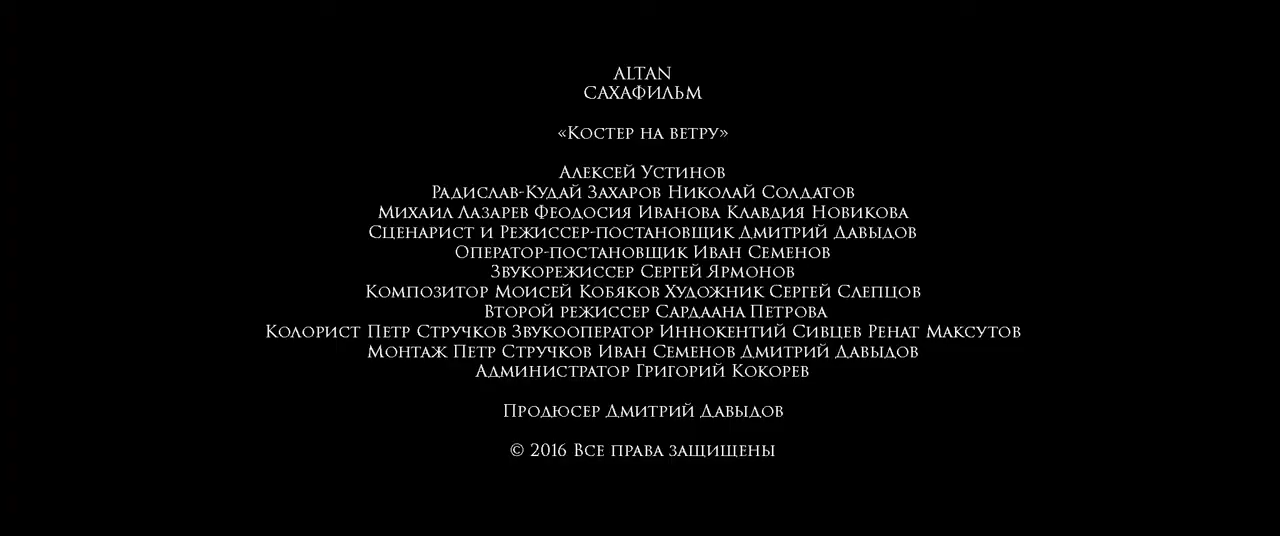 ALTAN
САХАФИЛЬМ
«Костер на ветру»
Алексей Устинов
Радислав-Кудай Захаров Николай Солдатов
Михаил Лазарев Феодосия Иванова Клавдия Новикова
Сценарист и Режиссер-постановщик Дмитрий Давыдов
Оператор-постановщик Иван Семенов
Звукорежиссер Сергей Ярмонов
Композитор Моисей Кобяков Художник Сергей Слепцов
Второй режиссер Сардаана Петрова
Колорист Петр Стручков Звукооператор Иннокентий Сивцев Ренат Максутов
Монтаж Петр Стручков Иван Семенов Дмитрий Давыдов
Администратор Григорий Кокорев
Продюсер Дмитрий Давыдов
© 2016 Все права защищены